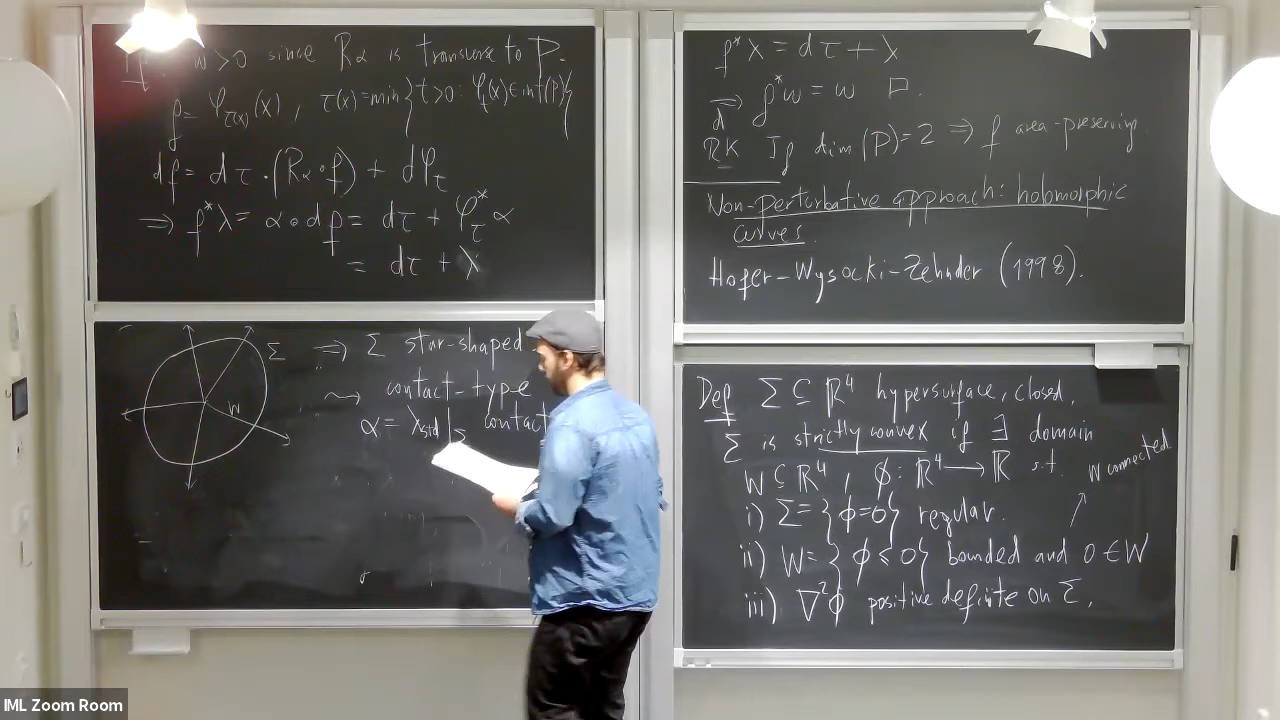 w > 0 since R_α is transverse to P.
f = φ_{τ(x)}(x), τ(x) = min{t>0 : φ_t(x) ∈ int(P)}
df = dτ·(R_α∘f) + dφ_τ
⇒ f*λ = α∘df = dτ + φ_τ*α
= dτ + λ
Σ ⇒ Σ star-shaped
W ⇝ contact-type
α = λ_std|_Σ contact
f*λ = dτ + λ
⇒ d f*w = w □.
RK If dim(P) = 2 ⇒ f area-preserving.
Non-perturbative approach: holomorphic
curves.
Hofer-Wysocki-Zehnder (1998).
Def Σ ⊆ ℝ⁴ hypersurface, closed.
Σ is strictly convex if ∃ domain
W ⊆ ℝ⁴, φ: ℝ⁴ → ℝ s.t. W connected
i) Σ = {φ=0} regular.
ii) W = {φ ≤ 0} bounded and 0 ∈ W
iii) ∇²φ positive definite on Σ.
IML Zoom Room